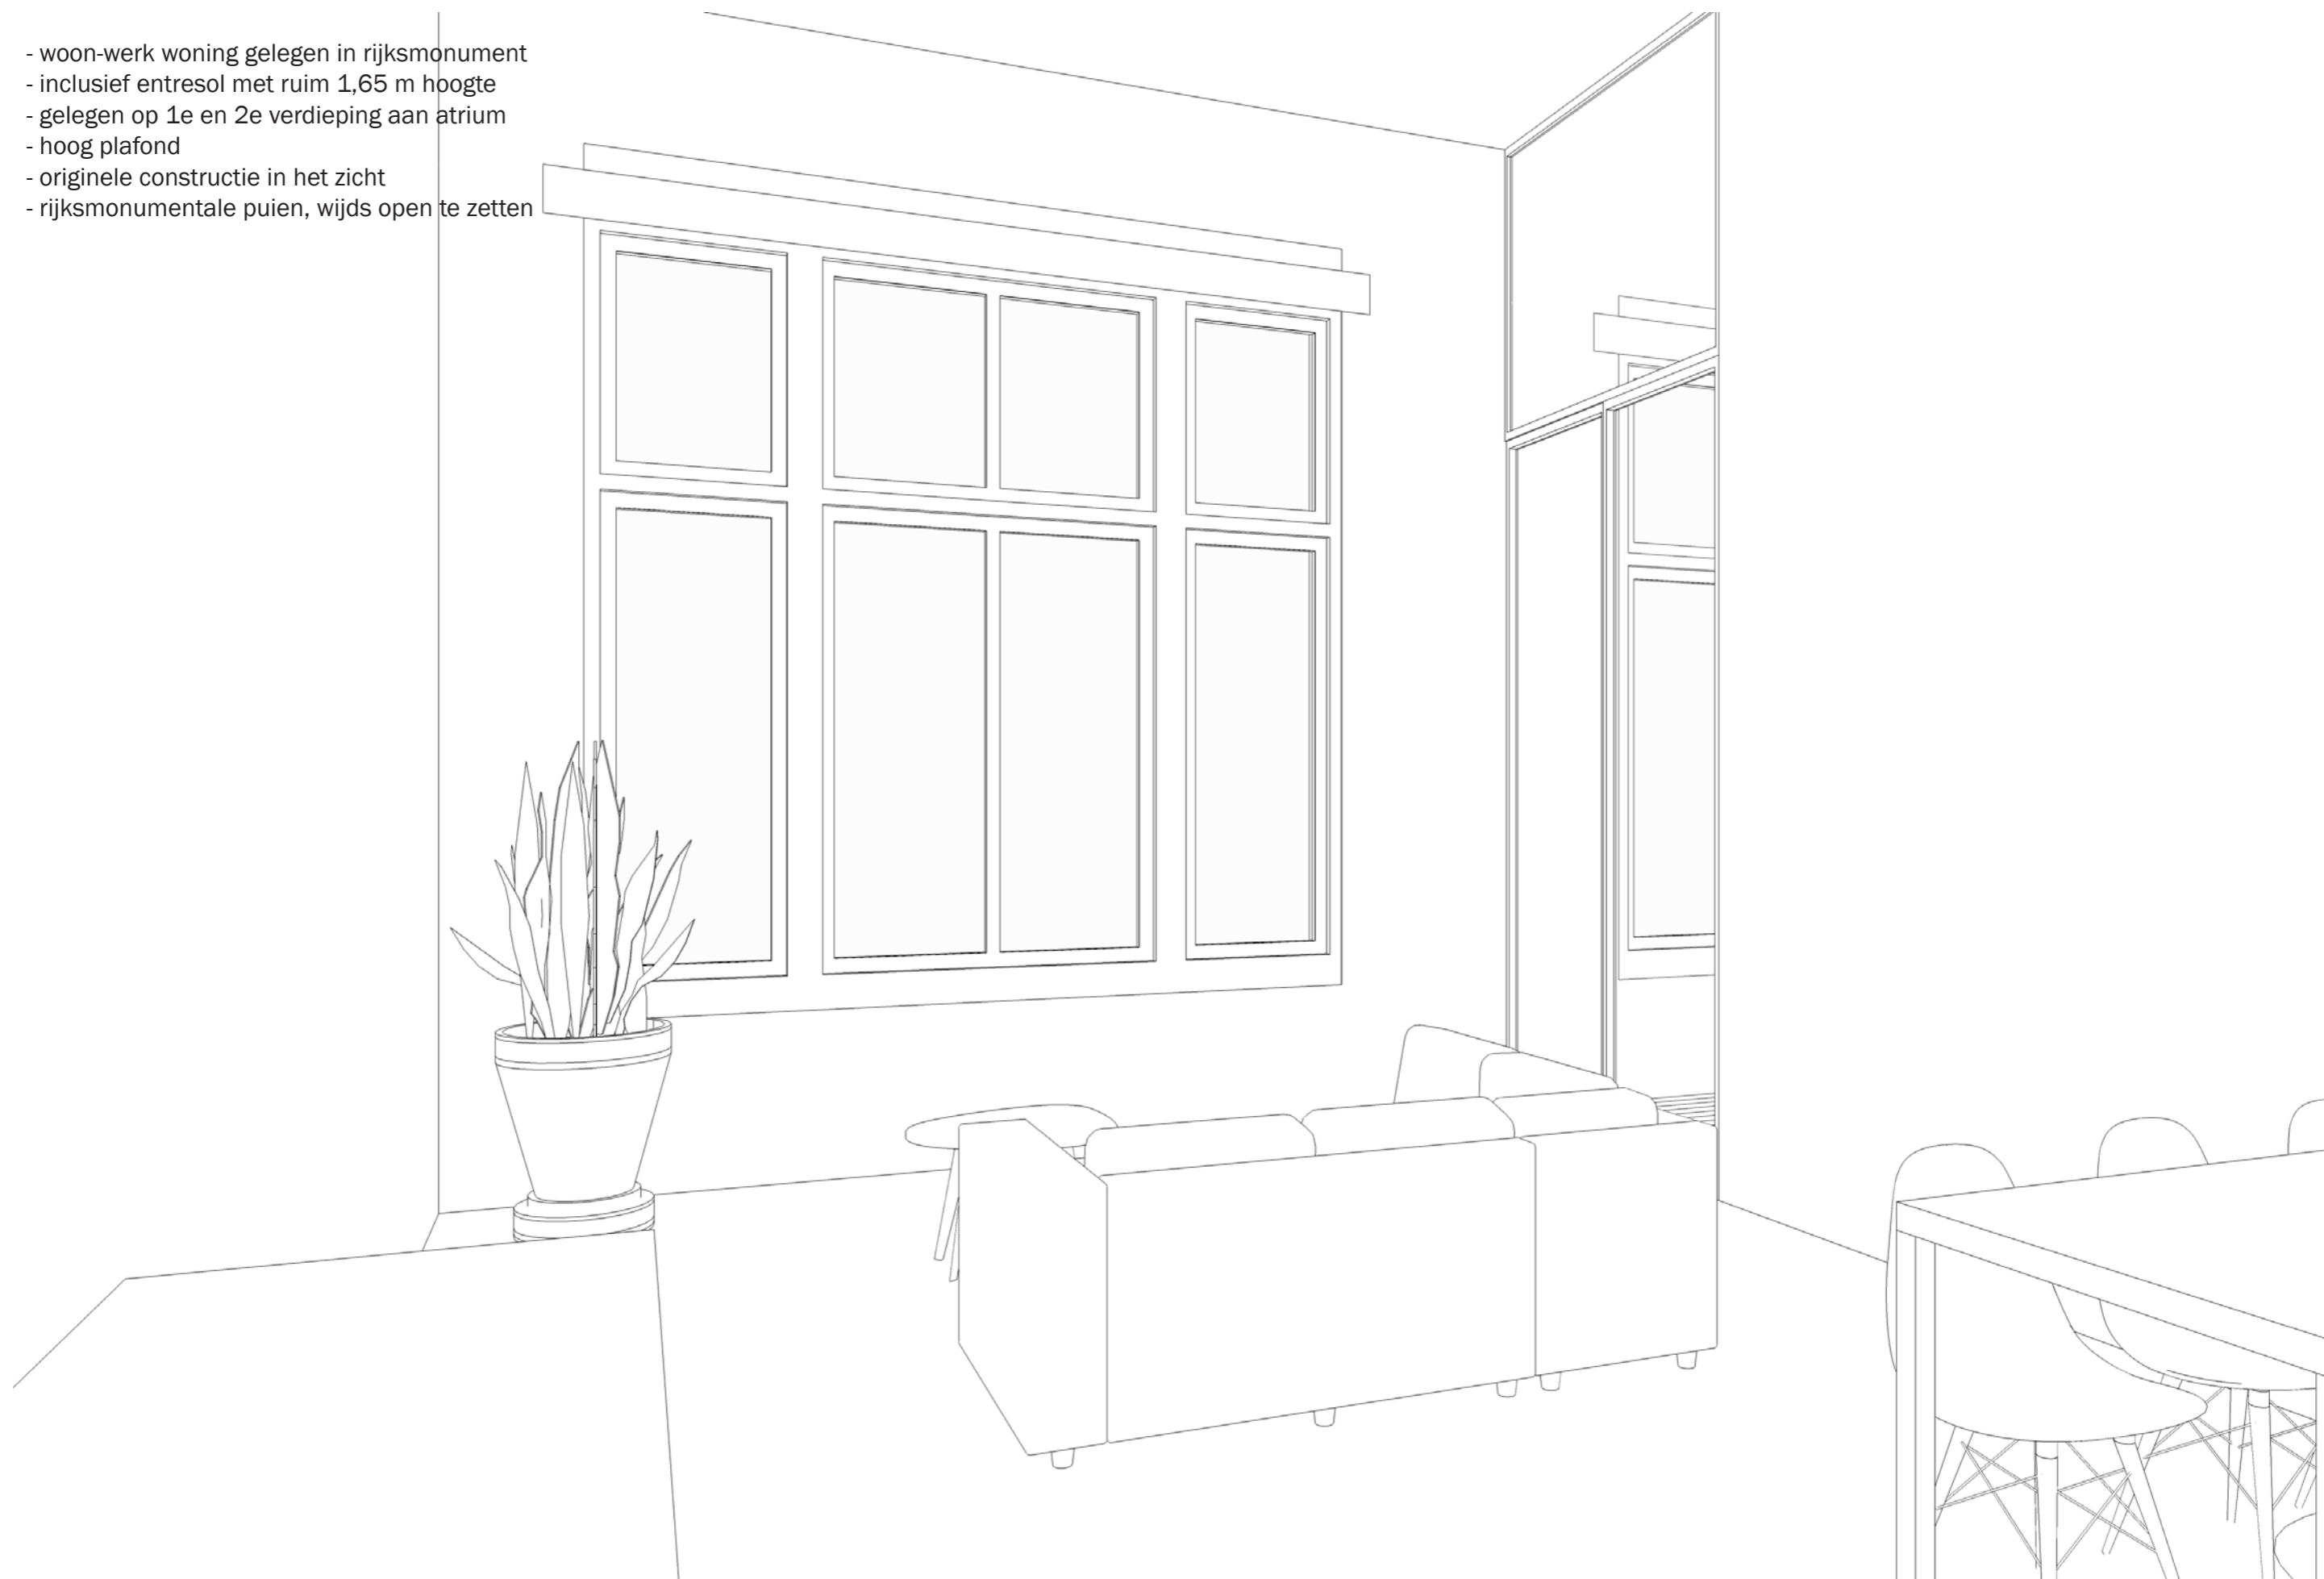 - woon-werk woning gelegen in rijksmonument
- inclusief entresol met ruim 1,65 m hoogte
- gelegen op 1e en 2e verdieping aan atrium
- hoog plafond
- originele constructie in het zicht
- rijksmonumentale puien, wijds open te zetten